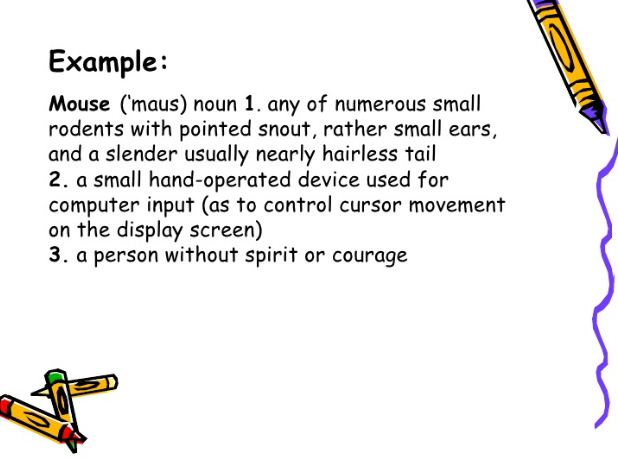 Example:
Mouse (‘maus) noun 1. any of numerous small
rodents with pointed snout, rather small ears,
and a slender usually nearly hairless tail
2. a small hand-operated device used for
computer input (as to control cursor movement
on the display screen)
3. a person without spirit or courage